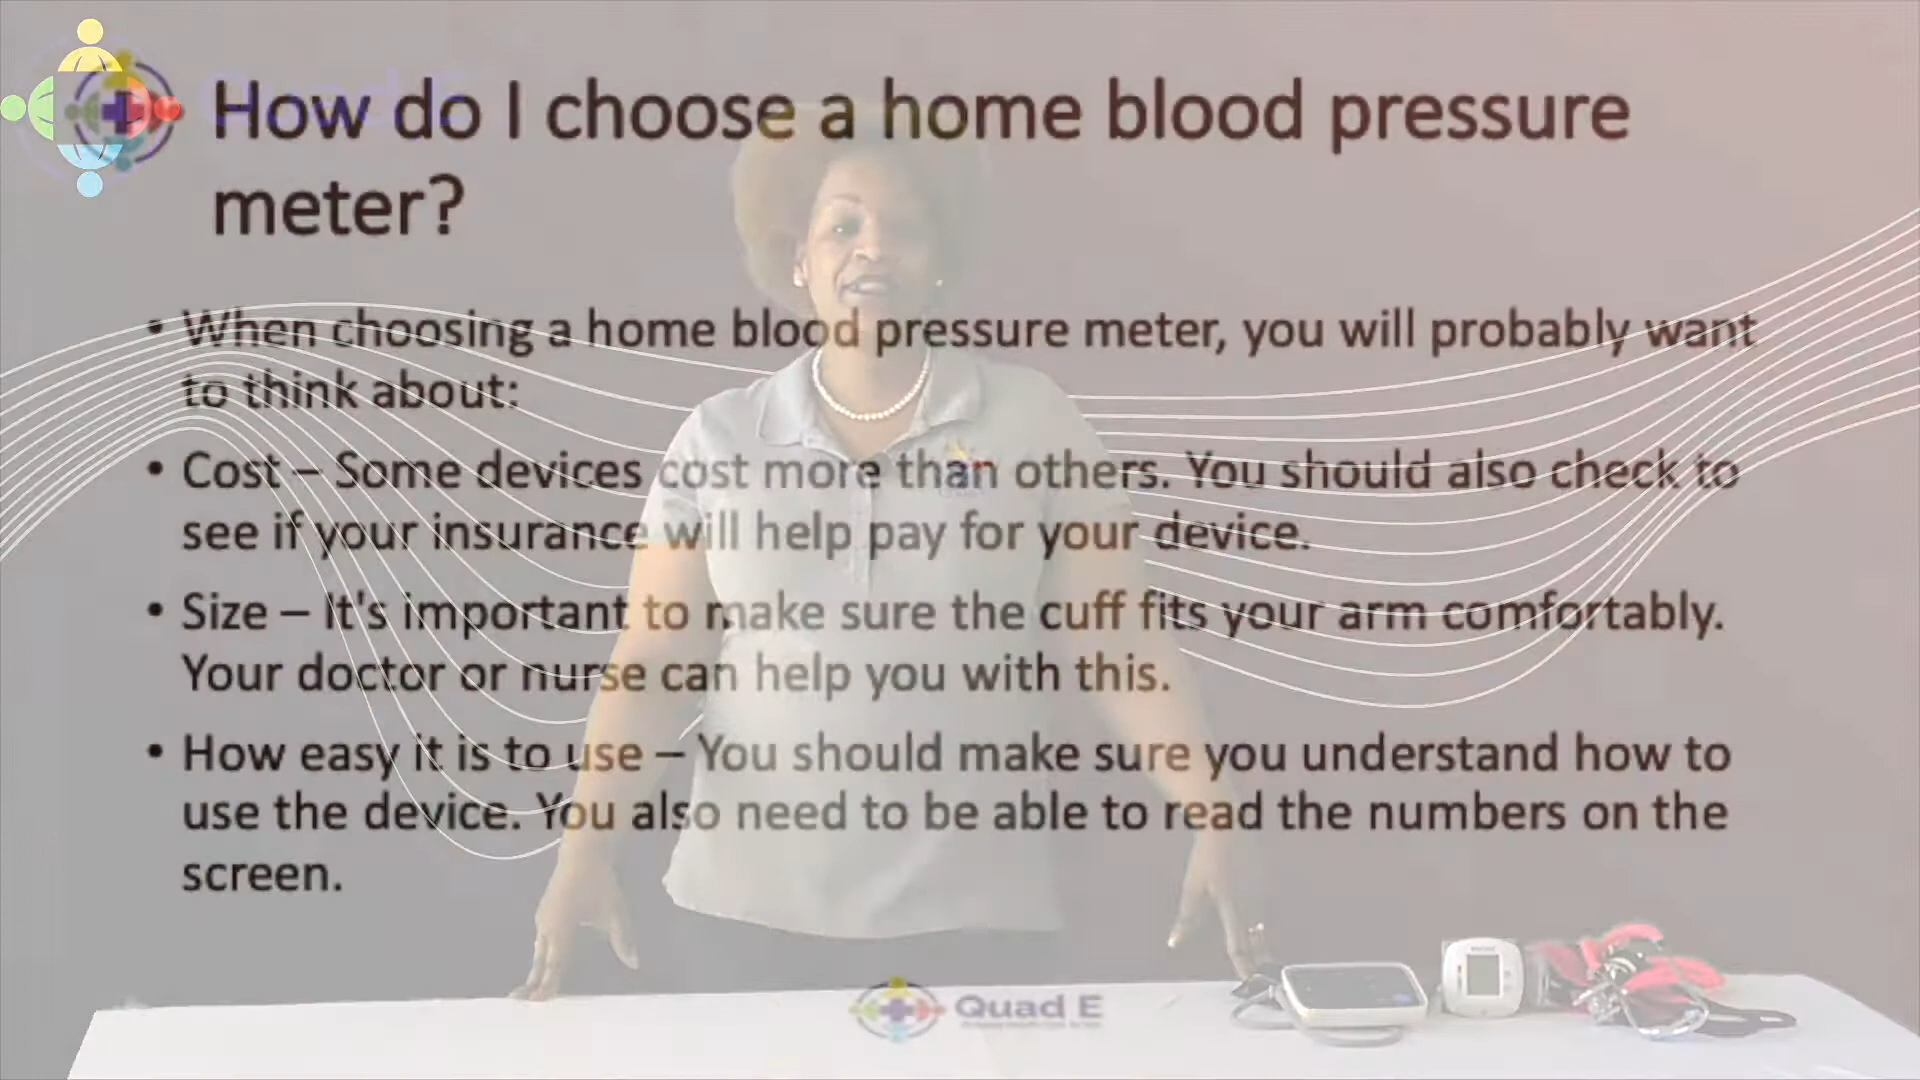 How do I choose a home blood pressure
meter?
• When choosing a home blood pressure meter, you will probably want
to think about:
• Cost – Some devices cost more than others. You should also check to
see if your insurance will help pay for your device.
• Size – It's important to make sure the cuff fits your arm comfortably.
Your doctor or nurse can help you with this.
• How easy it is to use – You should make sure you understand how to
use the device. You also need to be able to read the numbers on the
screen.
Quad E